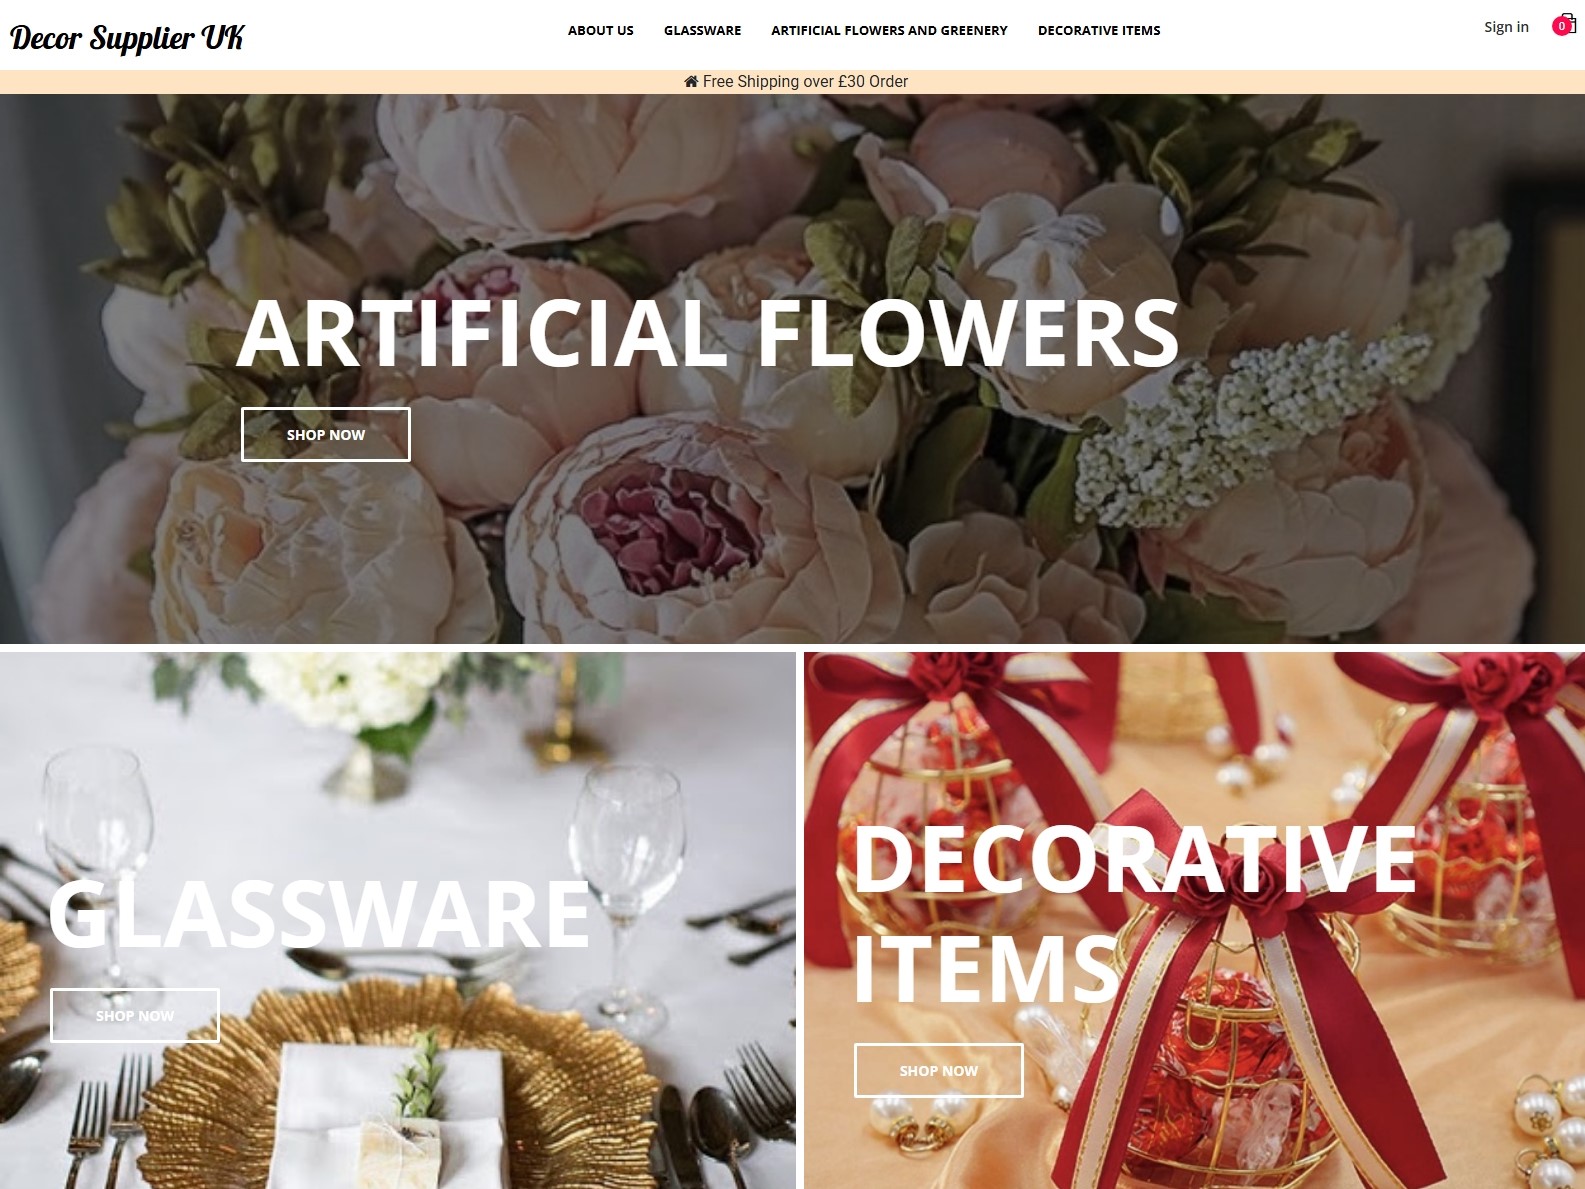 Decor Supplier UK
ABOUT US
GLASSWARE
ARTIFICIAL FLOWERS AND GREENERY
DECORATIVE ITEMS
Sign in
0
Free Shipping over £30 Order
ARTIFICIAL FLOWERS
SHOP NOW
GLASSWARE
SHOP NOW
DECORATIVE
ITEMS
SHOP NOW